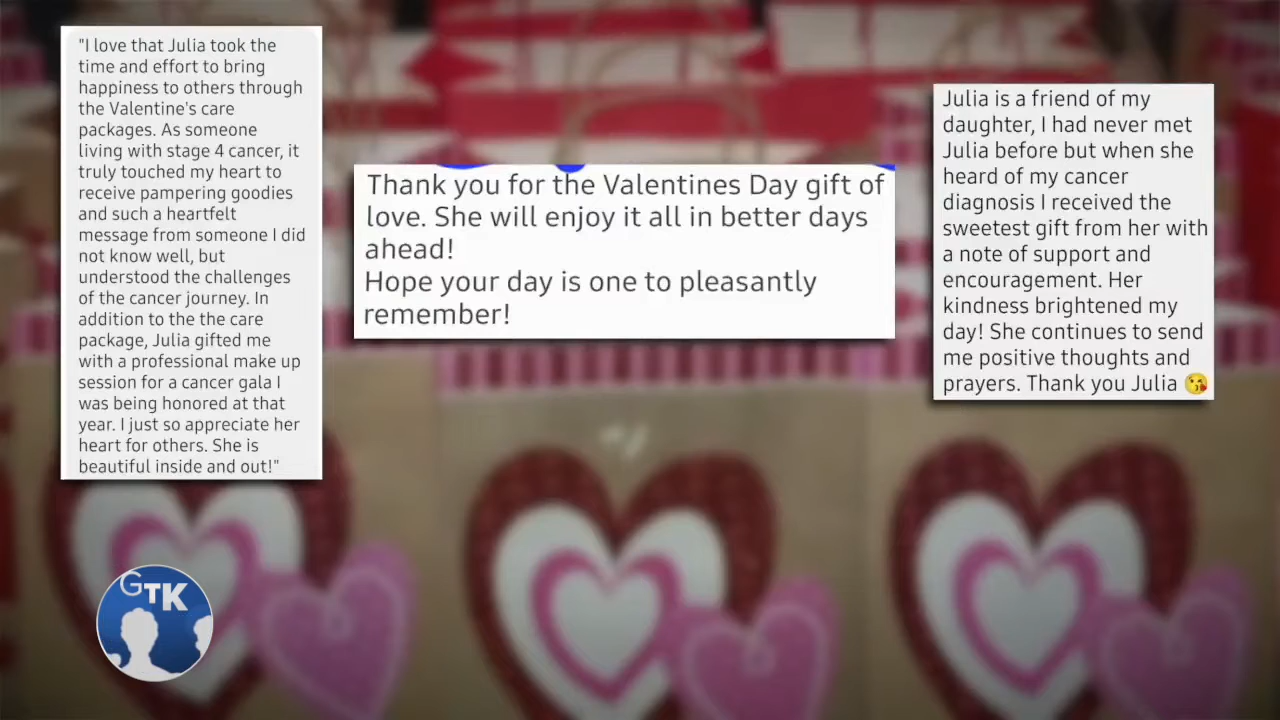 "I love that Julia took the
time and effort to bring
happiness to others through
the Valentine's care
packages. As someone
living with stage 4 cancer, it
truly touched my heart to
receive pampering goodies
and such a heartfelt
message from someone I did
not know well, but
understood the challenges
of the cancer journey. In
addition to the the care
package, Julia gifted me
with a professional make up
session for a cancer gala I
was being honored at that
year. I just so appreciate her
heart for others. She is
beautiful inside and out!"
Thank you for the Valentines Day gift of
love. She will enjoy it all in better days
ahead!
Hope your day is one to pleasantly
remember!
Julia is a friend of my
daughter, I had never met
Julia before but when she
heard of my cancer
diagnosis I received the
sweetest gift from her with
a note of support and
encouragement. Her
kindness brightened my
day! She continues to send
me positive thoughts and
prayers. Thank you Julia 😘
GTK